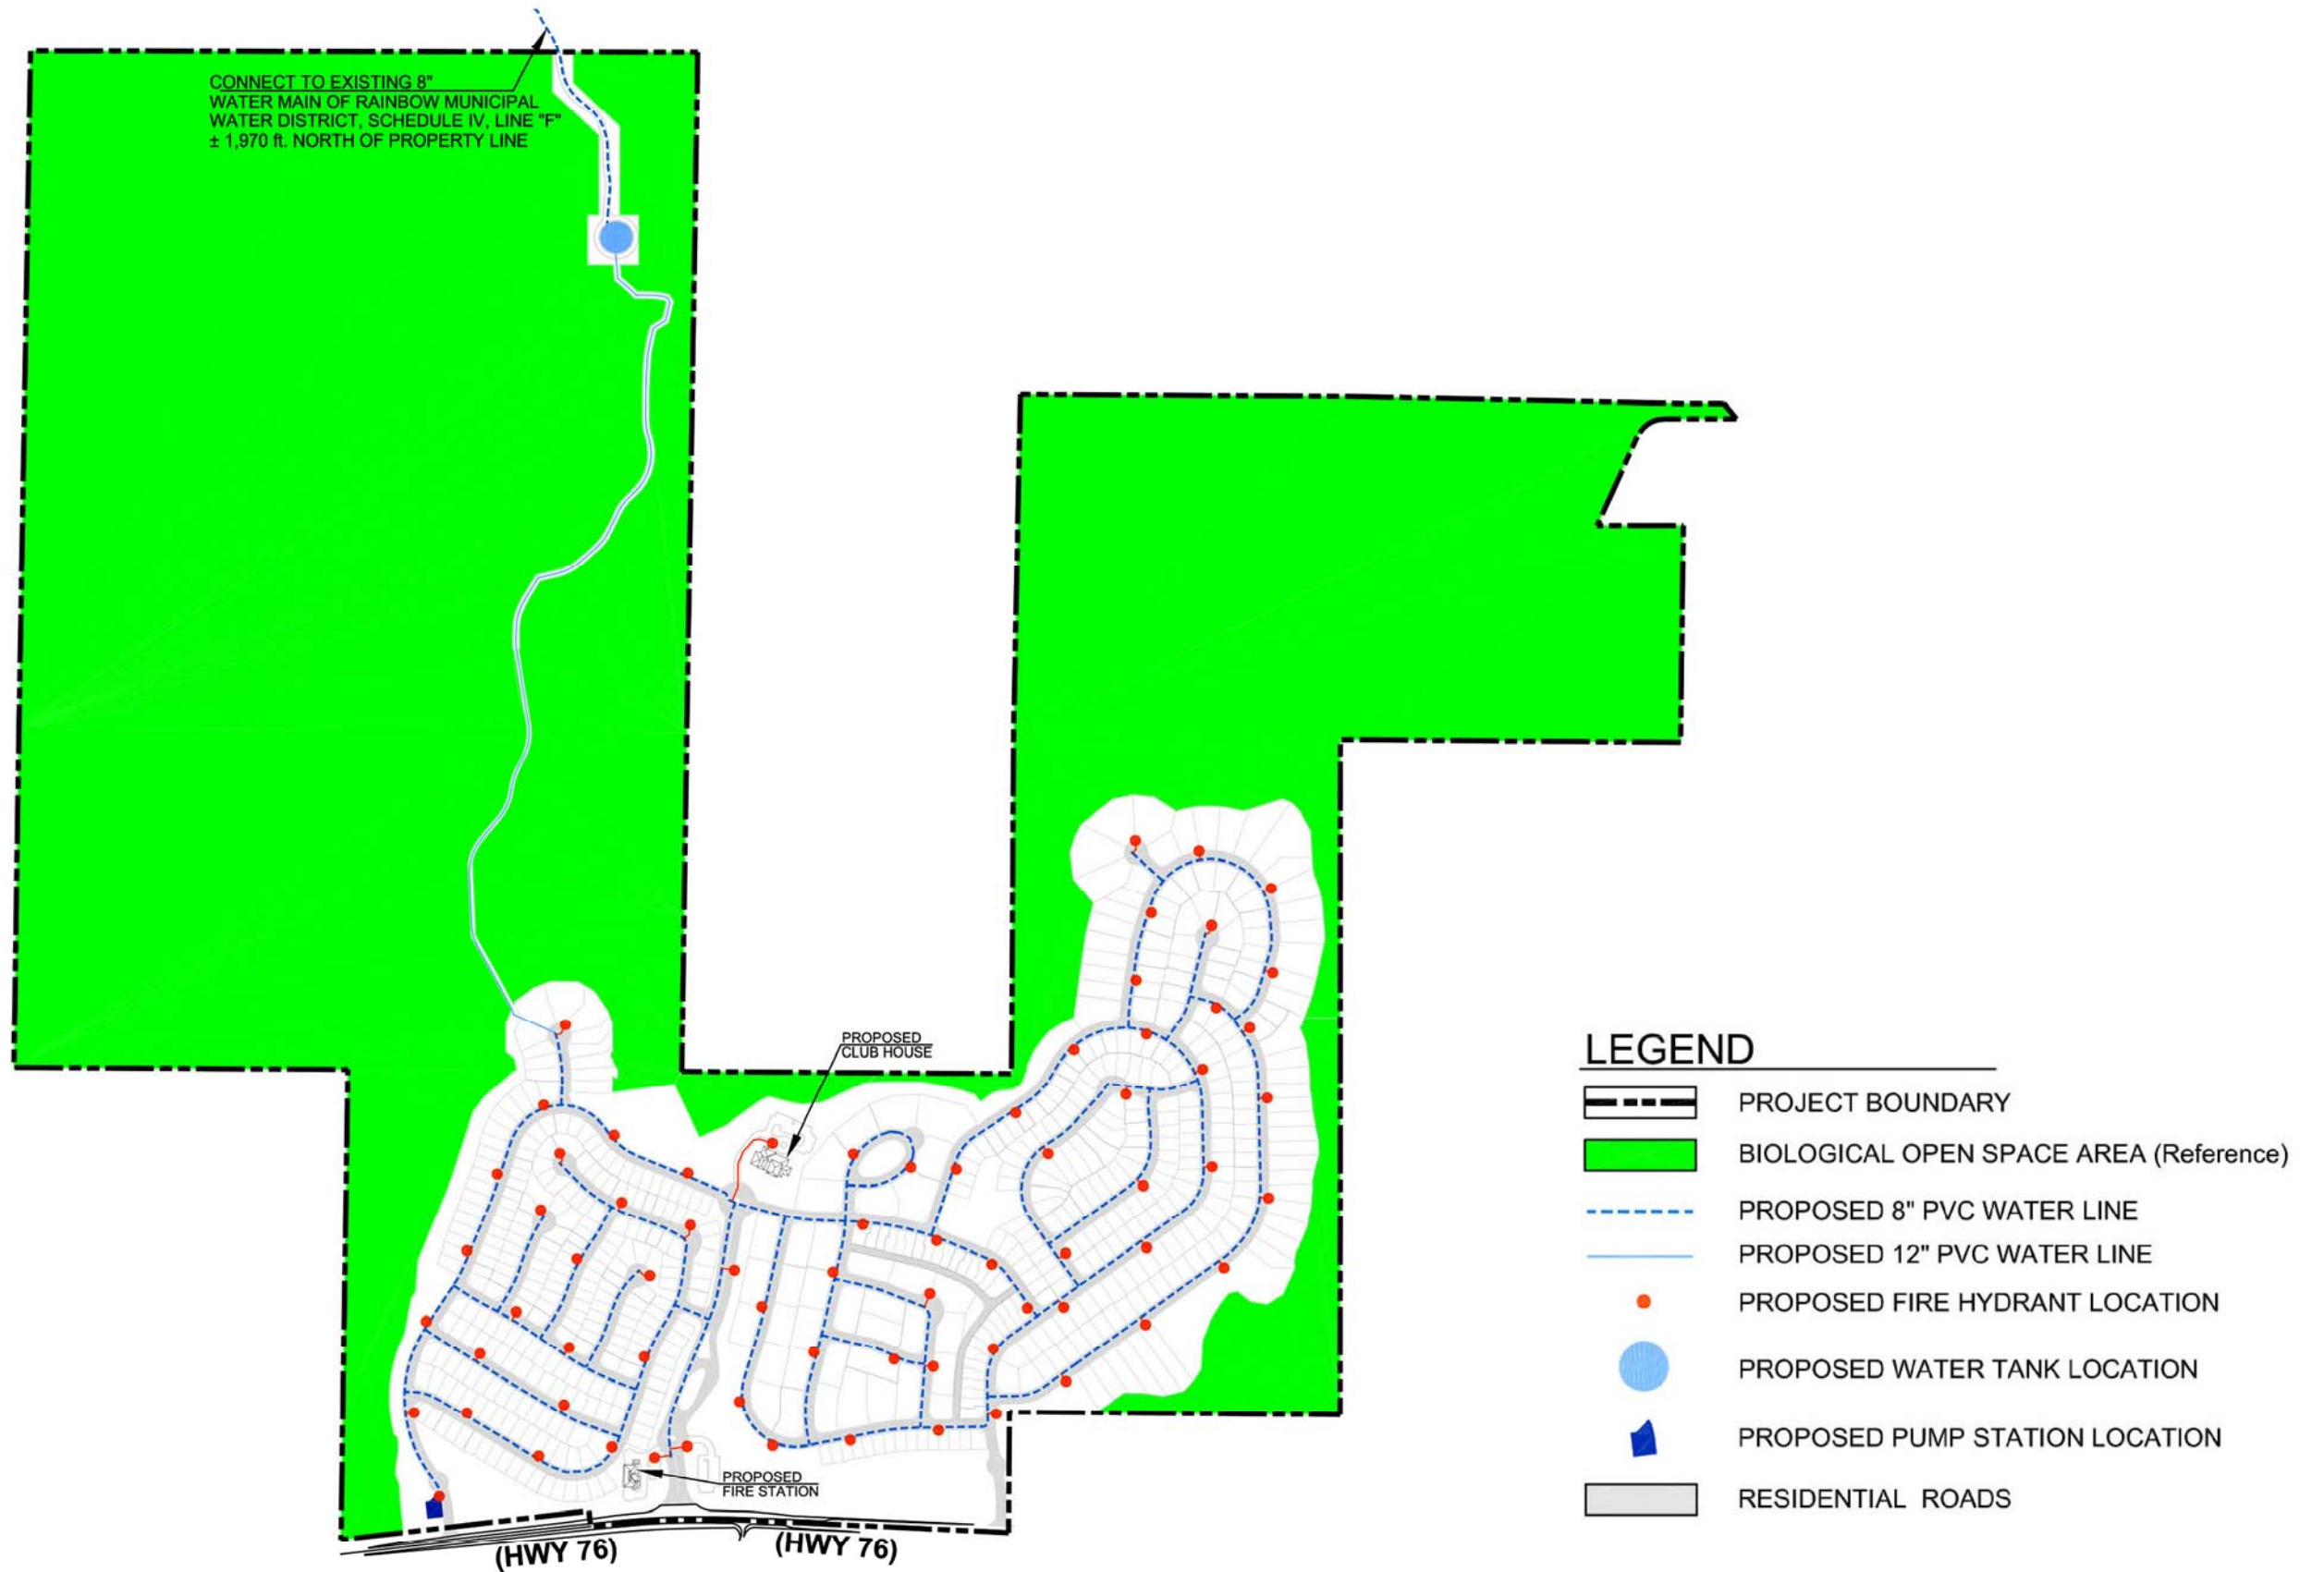 CONNECT TO EXISTING 8"
WATER MAIN OF RAINBOW MUNICIPAL
WATER DISTRICT, SCHEDULE IV, LINE "F"
± 1,970 ft. NORTH OF PROPERTY LINE
PROPOSED
CLUB HOUSE
PROPOSED
FIRE STATION
(HWY 76)
(HWY 76)
LEGEND
PROJECT BOUNDARY
BIOLOGICAL OPEN SPACE AREA (Reference)
PROPOSED 8" PVC WATER LINE
PROPOSED 12" PVC WATER LINE
PROPOSED FIRE HYDRANT LOCATION
PROPOSED WATER TANK LOCATION
PROPOSED PUMP STATION LOCATION
RESIDENTIAL ROADS